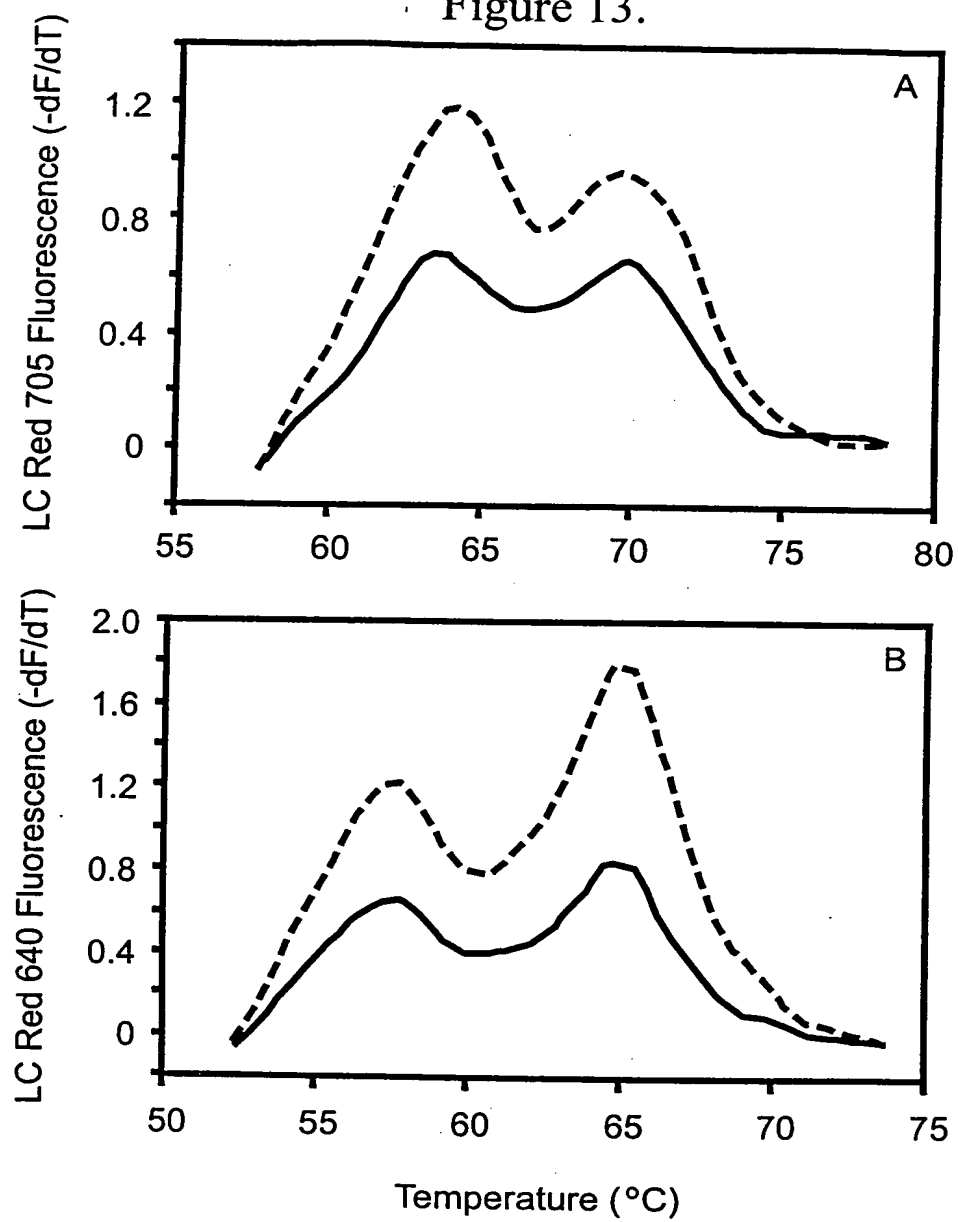 Figure 13.
LC Red 705 Fluorescence (-dF/dT)
A
1.2
0.8
0.4
0
55 60 65 70 75 80
LC Red 640 Fluorescence (-dF/dT)
B
2.0
1.6
1.2
0.8
0.4
0
50 55 60 65 70 75
Temperature (°C)